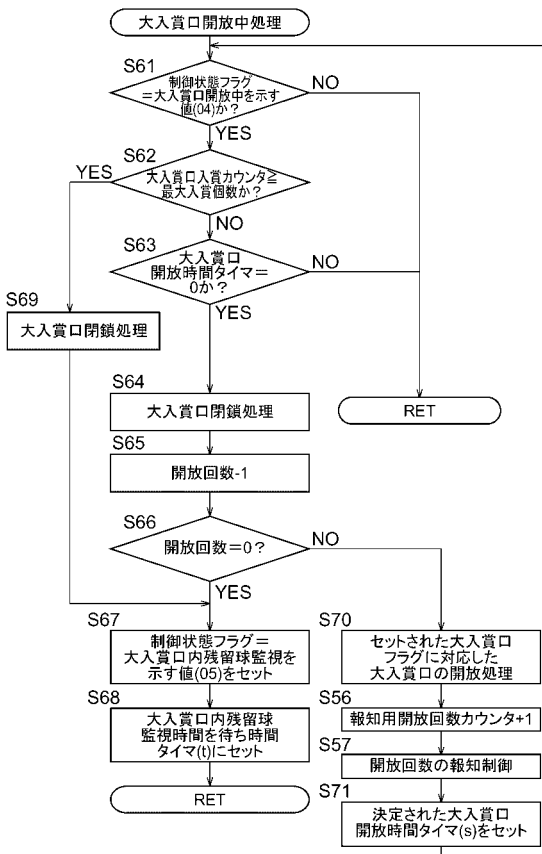 大入賞口開放中処理
S61
制御状態フラグ
=大入賞口開放中を示す
値(04)か?
NO
YES
S62
大入賞口入賞カウンタ≧
最大入賞個数か?
YES
NO
S63
大入賞口
開放時間タイマ=
0か?
NO
YES
S69
大入賞口閉鎖処理
S64
大入賞口閉鎖処理
RET
S65
開放回数-1
S66
開放回数=0?
NO
YES
S67
制御状態フラグ=
大入賞口内残留球監視を
示す値(05)をセット
S68
大入賞口内残留球
監視時間を待ち時間
タイマ(t)にセット
RET
S70
セットされた大入賞口
フラグに対応した
大入賞口の開放処理
S56
報知用開放回数カウンタ+1
S57
開放回数の報知制御
S71
決定された大入賞口
開放時間タイマ(s)をセット